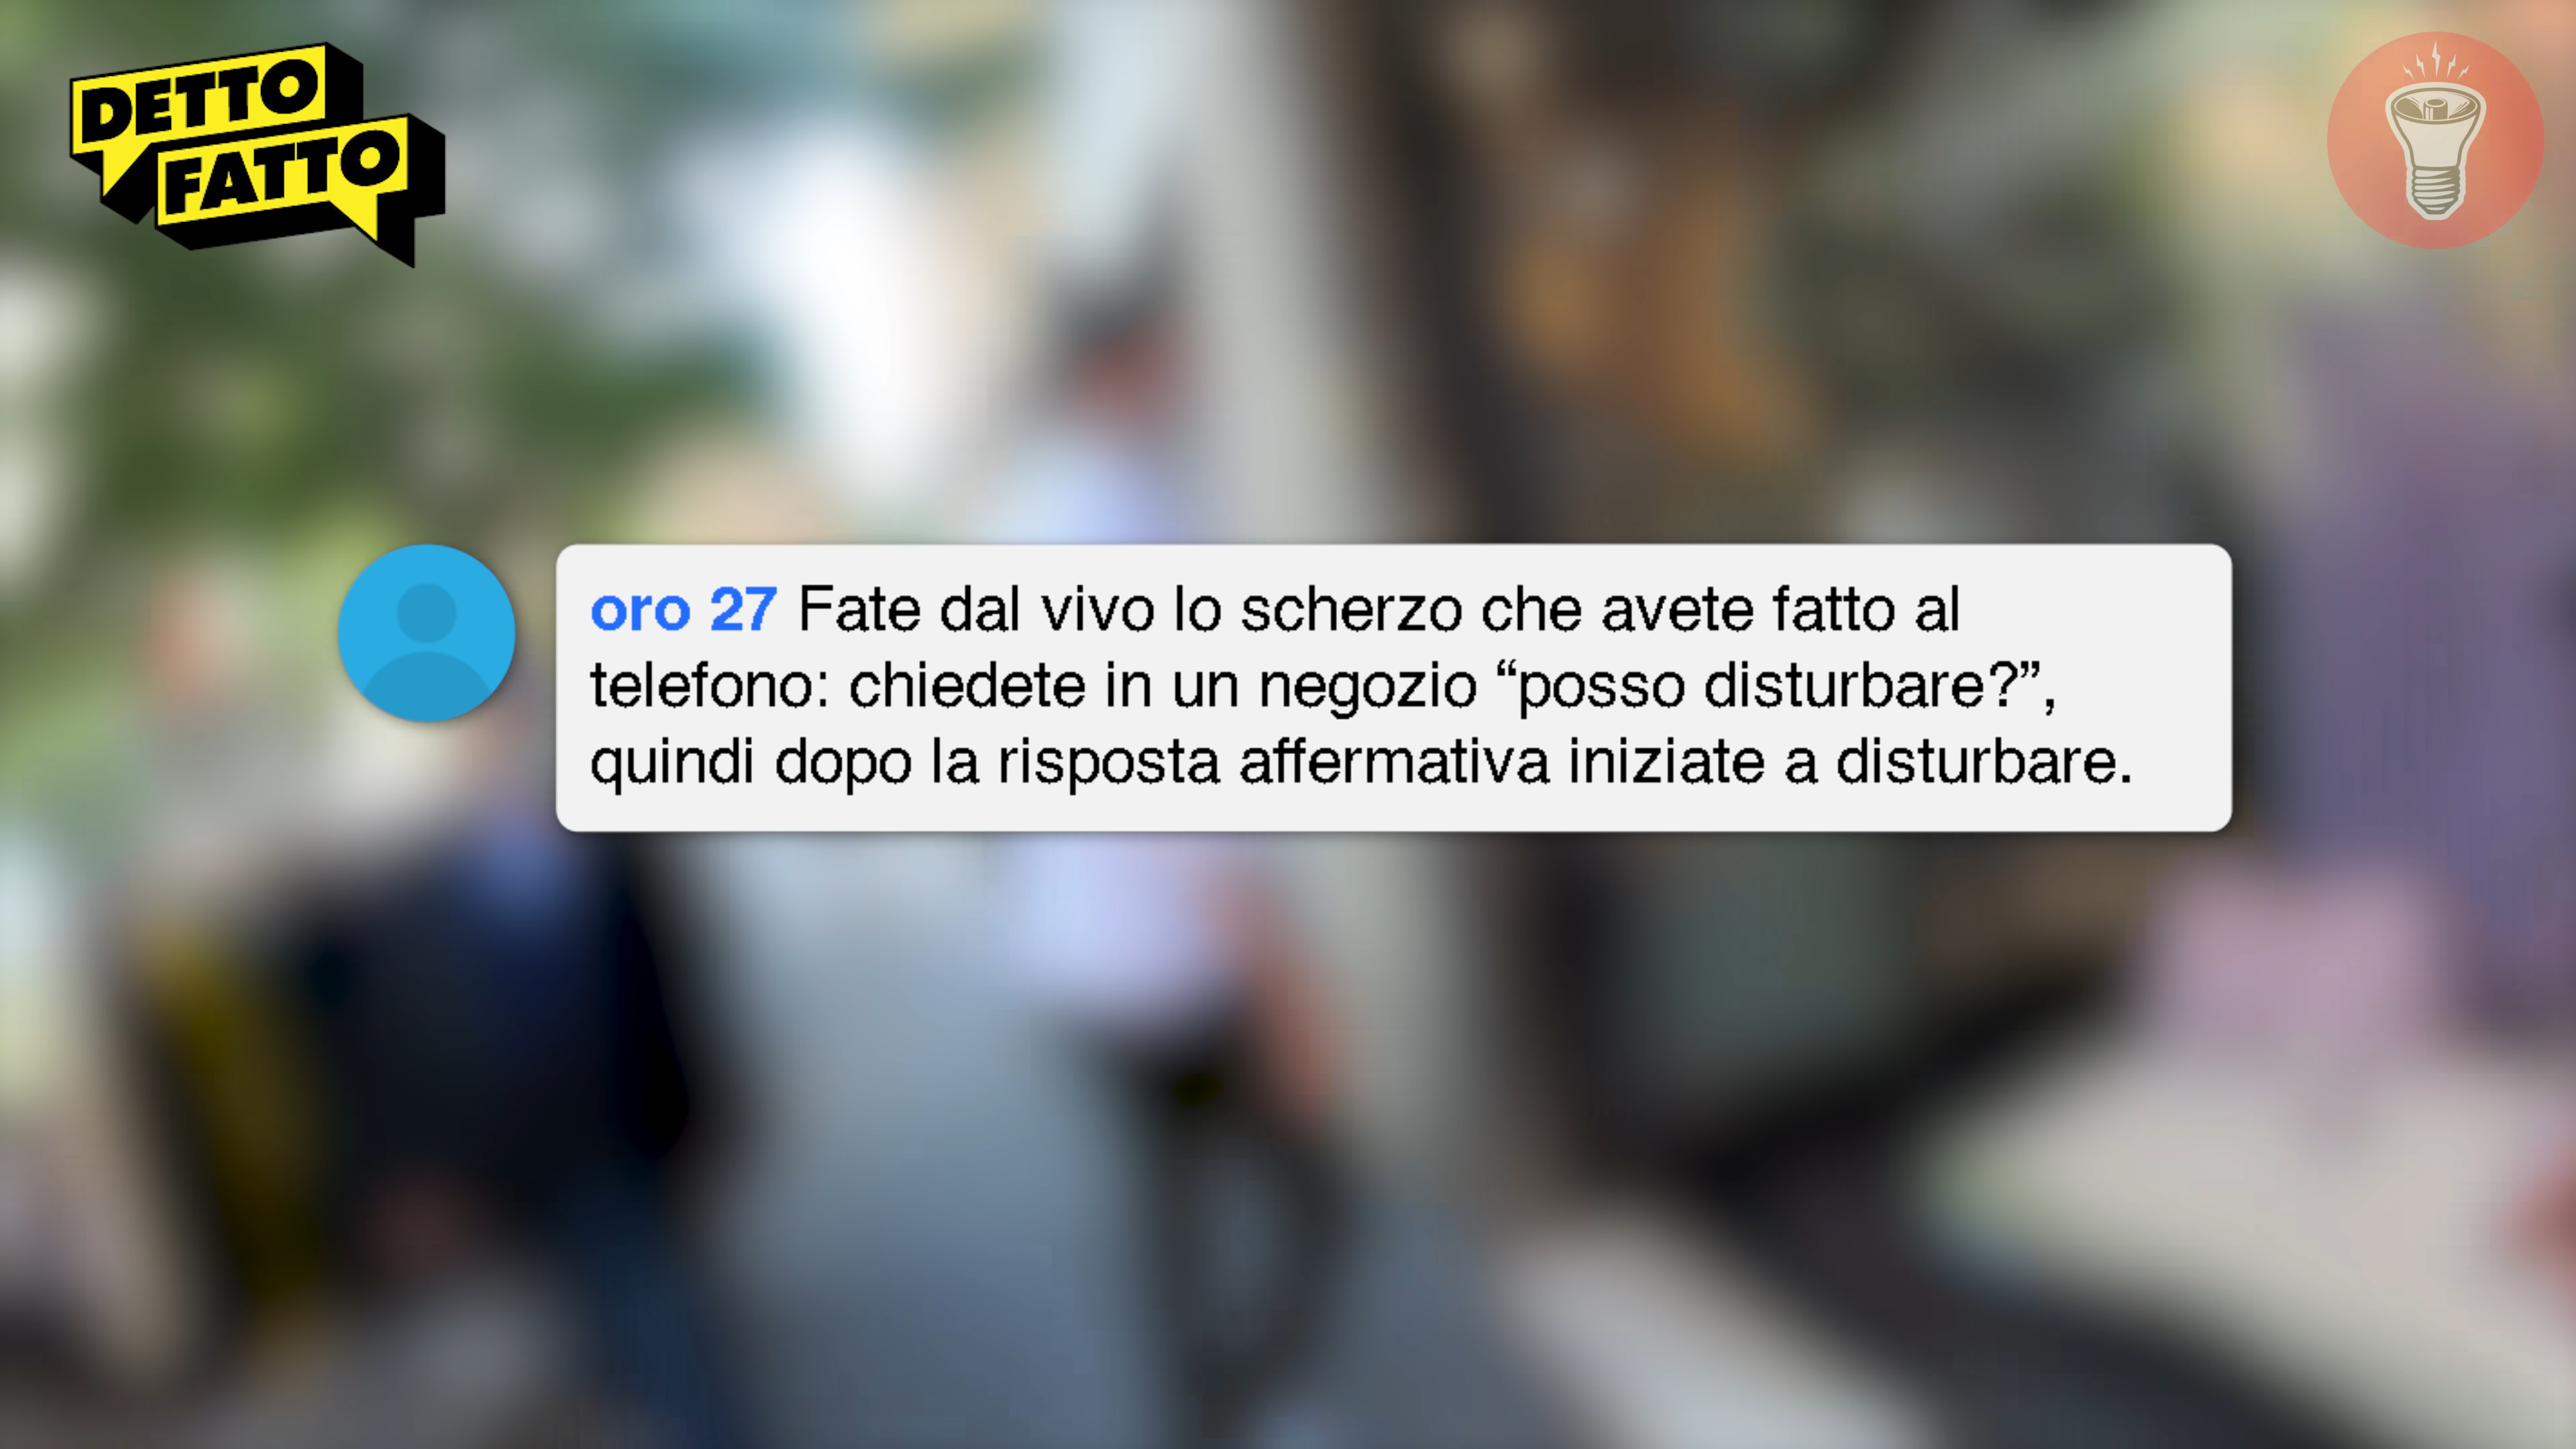 DETTO
FATTO
oro 27 Fate dal vivo lo scherzo che avete fatto al
telefono: chiedete in un negozio “posso disturbare?”,
quindi dopo la risposta affermativa iniziate a disturbare.